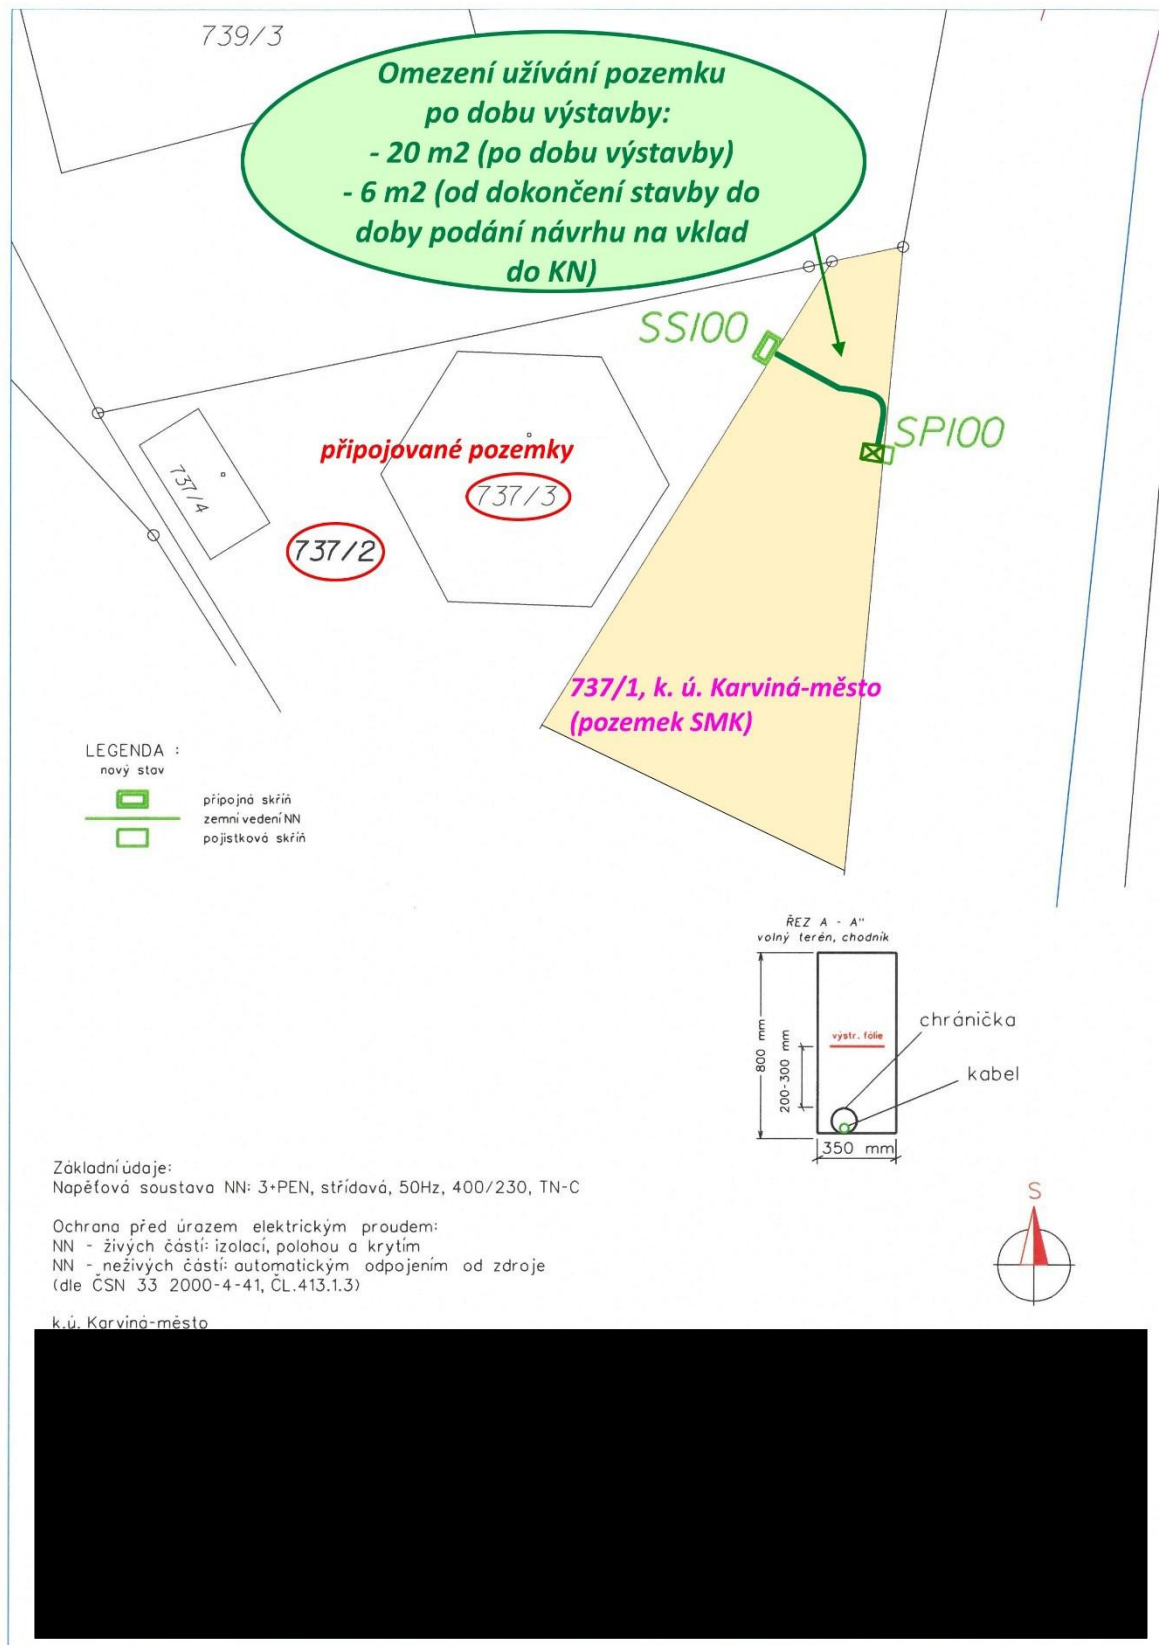 739/3
Omezení užívání pozemku
po dobu výstavby:
- 20 m2 (po dobu výstavby)
- 6 m2 (od dokončení stavby do
doby podání návrhu na vklad
do KN)
SS100
SP100
připojované pozemky
737/3
737/4
737/2
737/1, k. ú. Karviná-město
(pozemek SMK)
LEGENDA :
nový stav
přípojná skříň
zemní vedení NN
pojistková skříň
ŘEZ A - A"
volný terén, chodník
výstr. fólie
800 mm
200-300 mm
350 mm
chránička
kabel
Základní údaje:
Napěťová soustava NN: 3+PEN, střídavá, 50Hz, 400/230, TN-C
Ochrana před úrazem elektrickým proudem:
NN - živých částí: izolací, polohou a krytím
NN - neživých částí: automatickým odpojením od zdroje
(dle ČSN 33 2000-4-41, ČL.413.1.3)
S
k.ú. Karviná-město